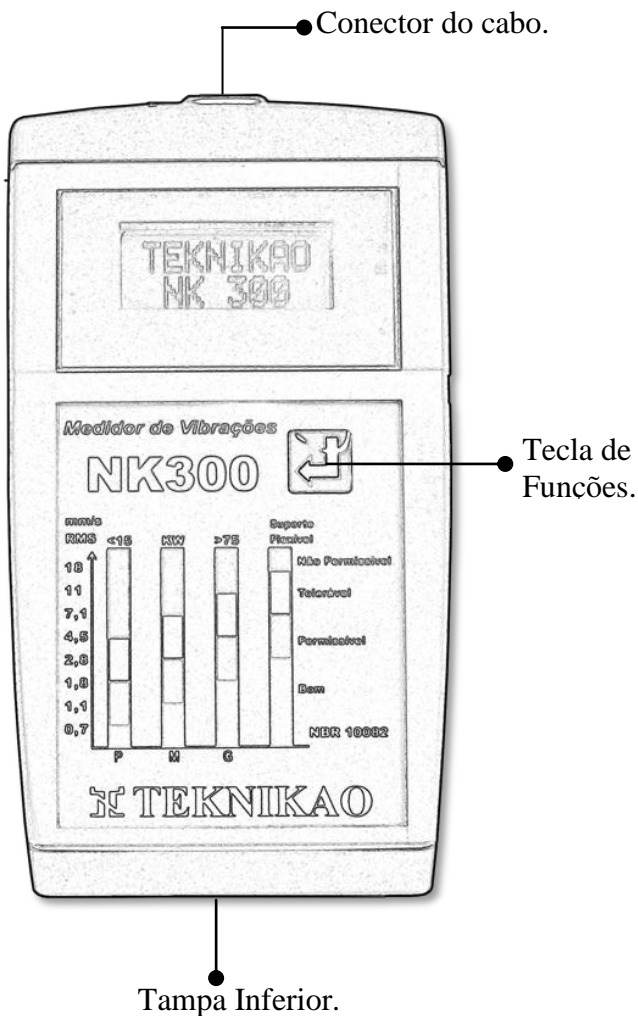 Conector do cabo.
TEKNIKAO
NK 300
Medidor de Vibrações
NK300
Tecla de
Funções.
mm/s
RMS <15 KW >75 Suporte
Flexível
18
11
7,1
4,5
2,8
1,8
1,1
0,7
Não Permissível
Tolerável
Permissível
Bom
NBR 10082
P M G
TEKNIKAO
Tampa Inferior.